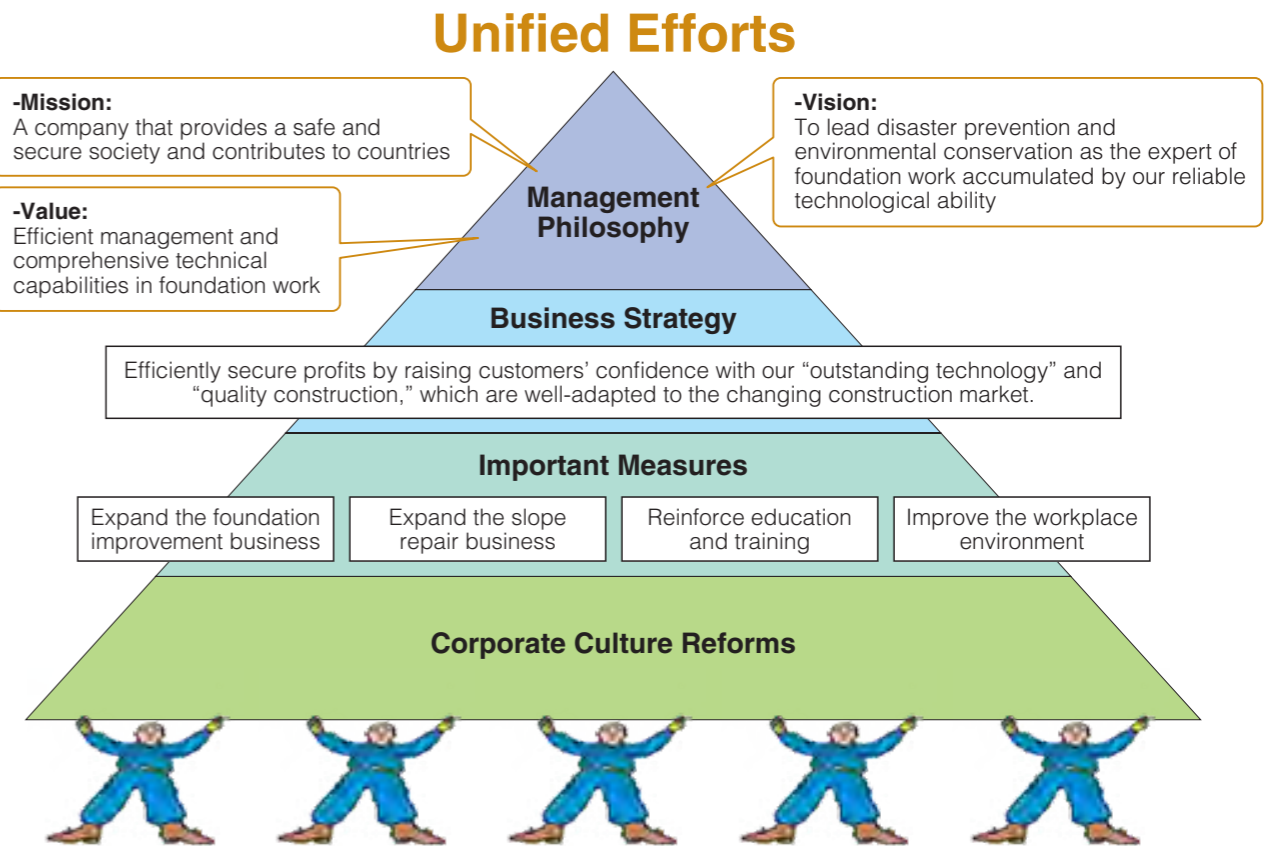 Unified Efforts
-Mission:
A company that provides a safe and
secure society and contributes to countries
-Vision:
To lead disaster prevention and
environmental conservation as the expert of
foundation work accumulated by our reliable
technological ability
-Value:
Efficient management and
comprehensive technical
capabilities in foundation work
Management
Philosophy
Business Strategy
Efficiently secure profits by raising customers’ confidence with our “outstanding technology” and
“quality construction,” which are well-adapted to the changing construction market.
Important Measures
Expand the foundation
improvement business
Expand the slope
repair business
Reinforce education
and training
Improve the workplace
environment
Corporate Culture Reforms